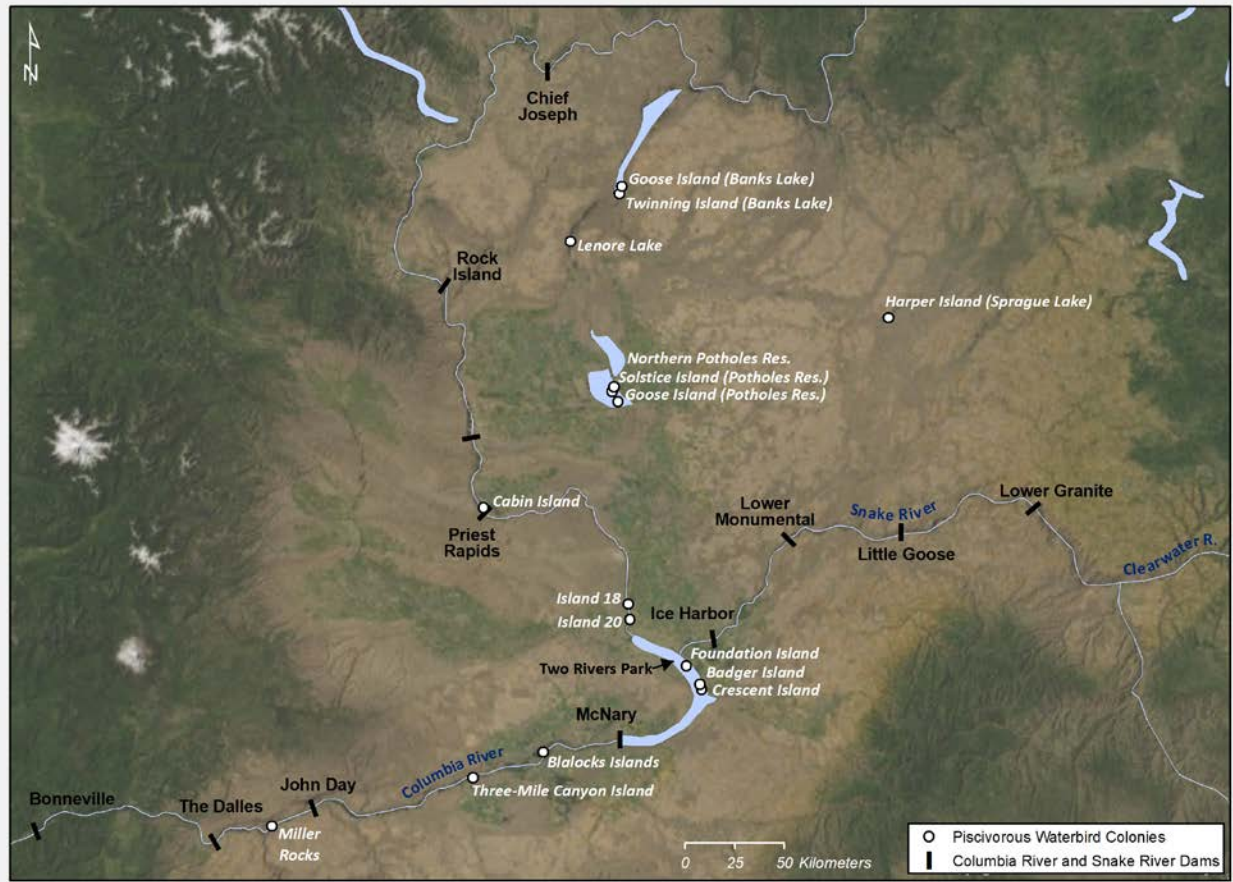 N
Chief
Joseph
Goose Island (Banks Lake)
Twinning Island (Banks Lake)
Lenore Lake
Rock
Island
Harper Island (Sprague Lake)
Northern Potholes Res.
Solstice Island (Potholes Res.)
Goose Island (Potholes Res.)
Cabin Island
Priest
Rapids
Lower
Monumental
Snake River
Lower Granite
Little Goose
Clearwater R.
Island 18
Island 20
Ice Harbor
Two Rivers Park
Foundation Island
Badger Island
Crescent Island
McNary
Columbia River
Blalocks Islands
Three-Mile Canyon Island
John Day
The Dalles
Bonneville
Miller
Rocks
0 25 50 Kilometers
Piscivorous Waterbird Colonies
Columbia River and Snake River Dams